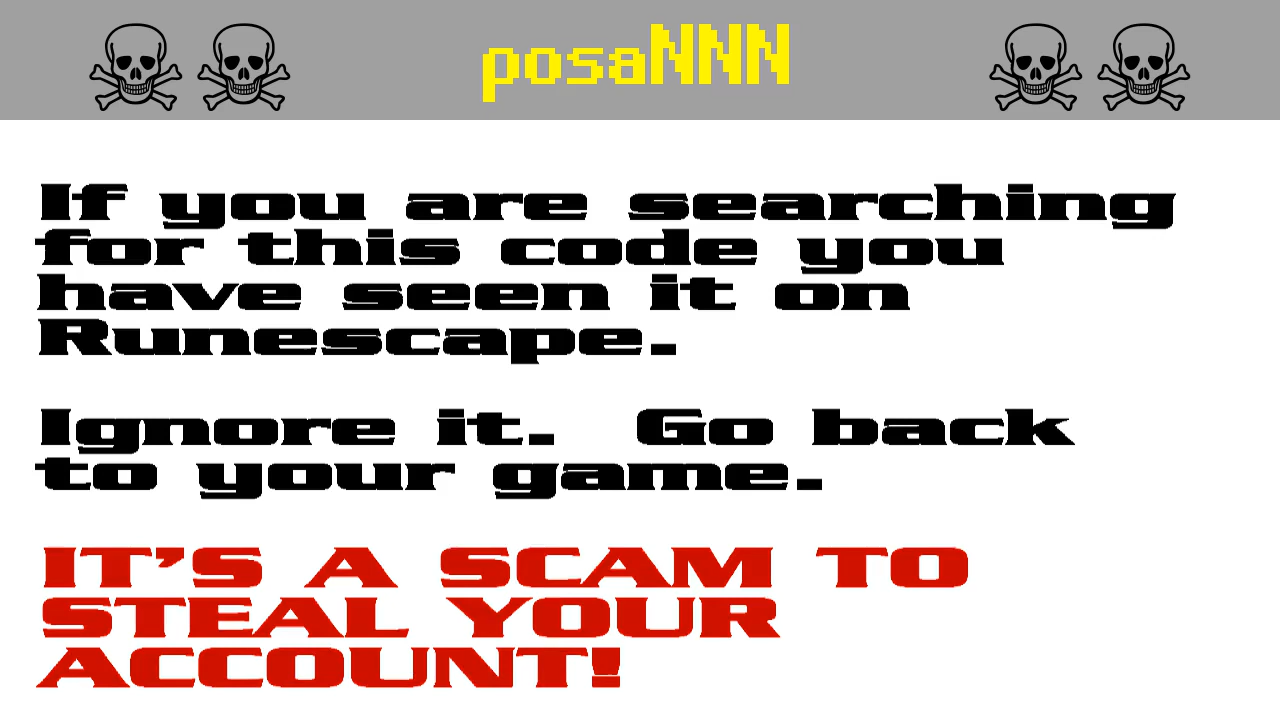 posaNNN
If you are searching
for this code you
have seen it on
Runescape.
Ignore it.  Go back
to your game.
IT'S A SCAM TO
STEAL YOUR
ACCOUNT!